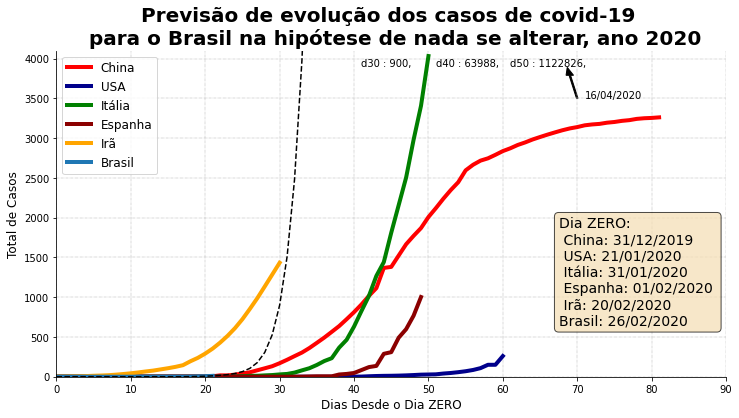 Previsão de evolução dos casos de covid-19
para o Brasil na hipótese de nada se alterar, ano 2020
d30 : 900, d40 : 63988, d50 : 1122826,
16/04/2020
China
USA
Itália
Espanha
Irã
Brasil
Total de Casos
4000
3500
3000
2500
2000
1500
1000
500
0
Dia ZERO:
China: 31/12/2019
USA: 21/01/2020
Itália: 31/01/2020
Espanha: 01/02/2020
Irã: 20/02/2020
Brasil: 26/02/2020
0 10 20 30 40 50 60 70 80 90
Dias Desde o Dia ZERO